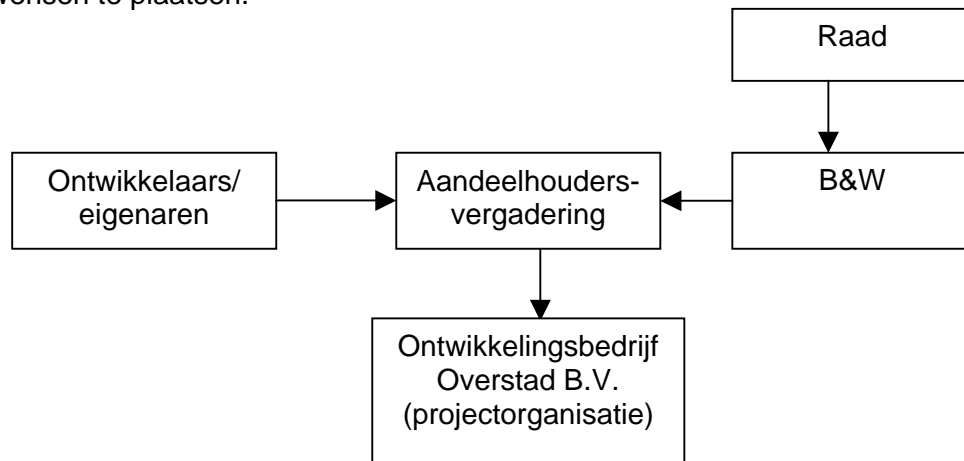 wensen te plaatsen.
Raad
Ontwikkelaars/
eigenaren
Aandeelhouders-
vergadering
B&W
Ontwikkelingsbedrijf
Overstad B.V.
(projectorganisatie)